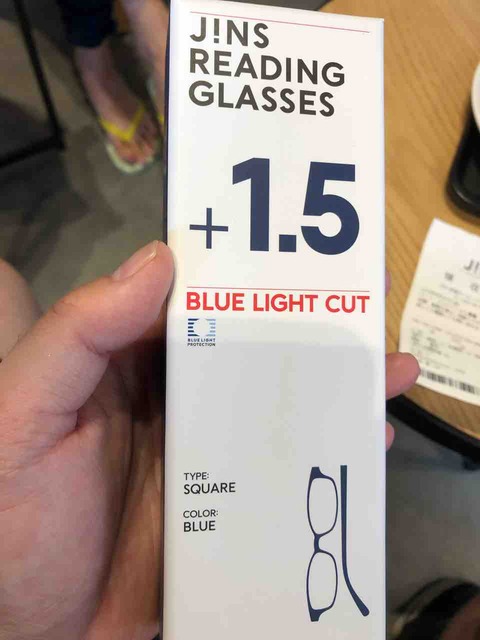 J!NS
READING
GLASSES
+1.5
BLUE LIGHT CUT
BLUE LIGHT
PROTECTION
TYPE:
SQUARE
COLOR:
BLUE